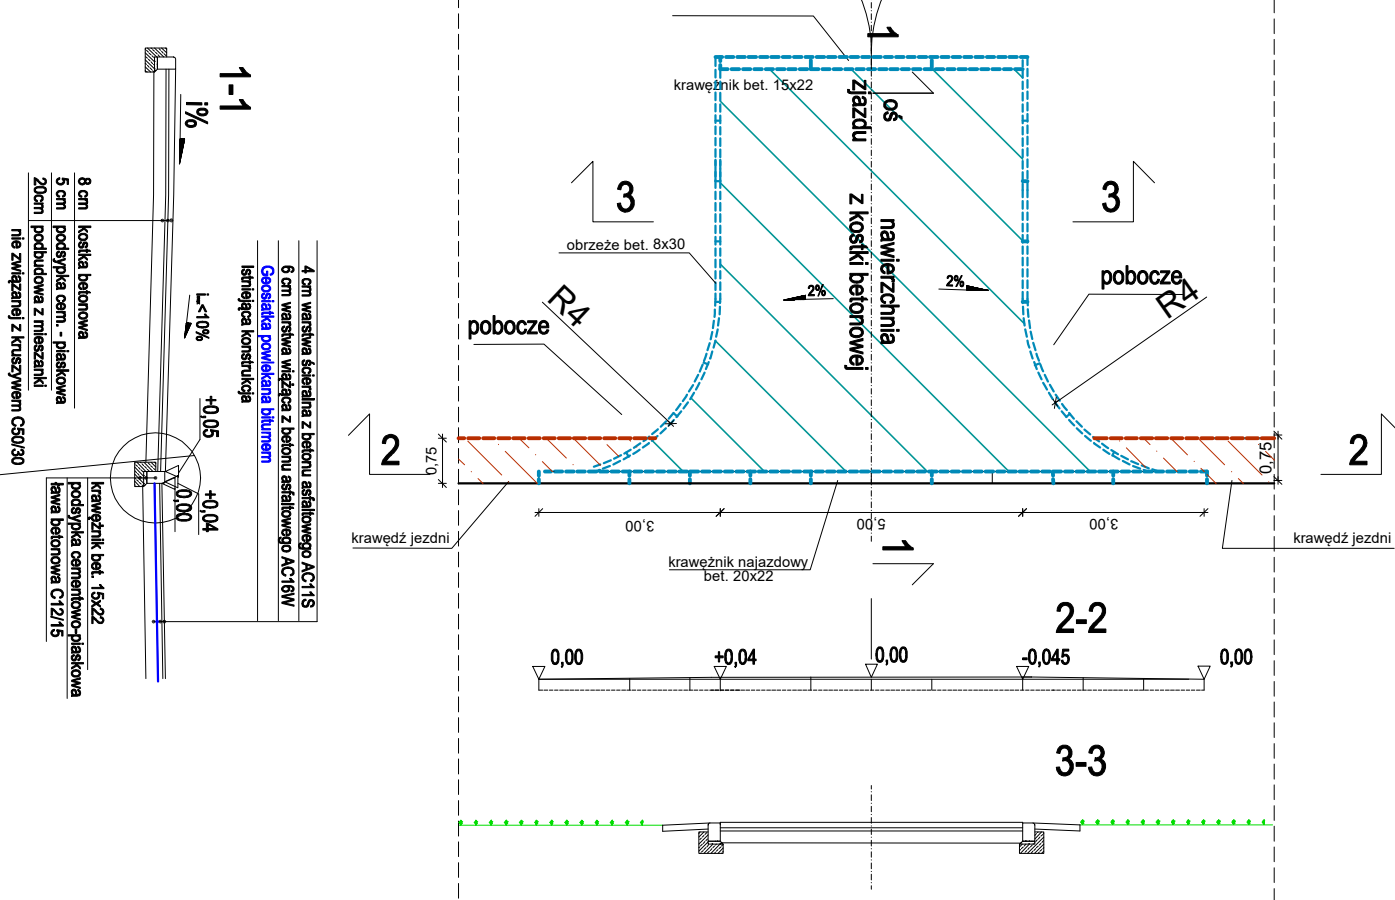 1-1
i%
8 cm kostka betonowa
5 cm podsypka cem. - piaskowa
20cm podbudowa z mieszanki
nie związanej z kruszywem C50/30
i_<10%
4 cm warstwa ścieralna z betonu asfaltowego AC11S
6 cm warstwa wiążąca z betonu asfaltowego AC16W
Geosiatka powlekana bitumem
istniejąca konstrukcja
+0,05
+0,04
0,00
krawężnik bet. 15x22
podsypka cementowo-piaskowa
ława betonowa C12/15
1
krawężnik bet. 15x22
oś
zjazdu
3
3
obrzeże bet. 8x30
nawierzchnia
z kostki betonowej
2%
2%
pobocze
R4
pobocze
R4
2
2
0,75
0,75
3,00
5,00
3,00
krawędź jezdni
krawędź jezdni
krawężnik najazdowy
bet. 20x22
1
2-2
0,00
+0,04
0,00
-0,045
0,00
3-3